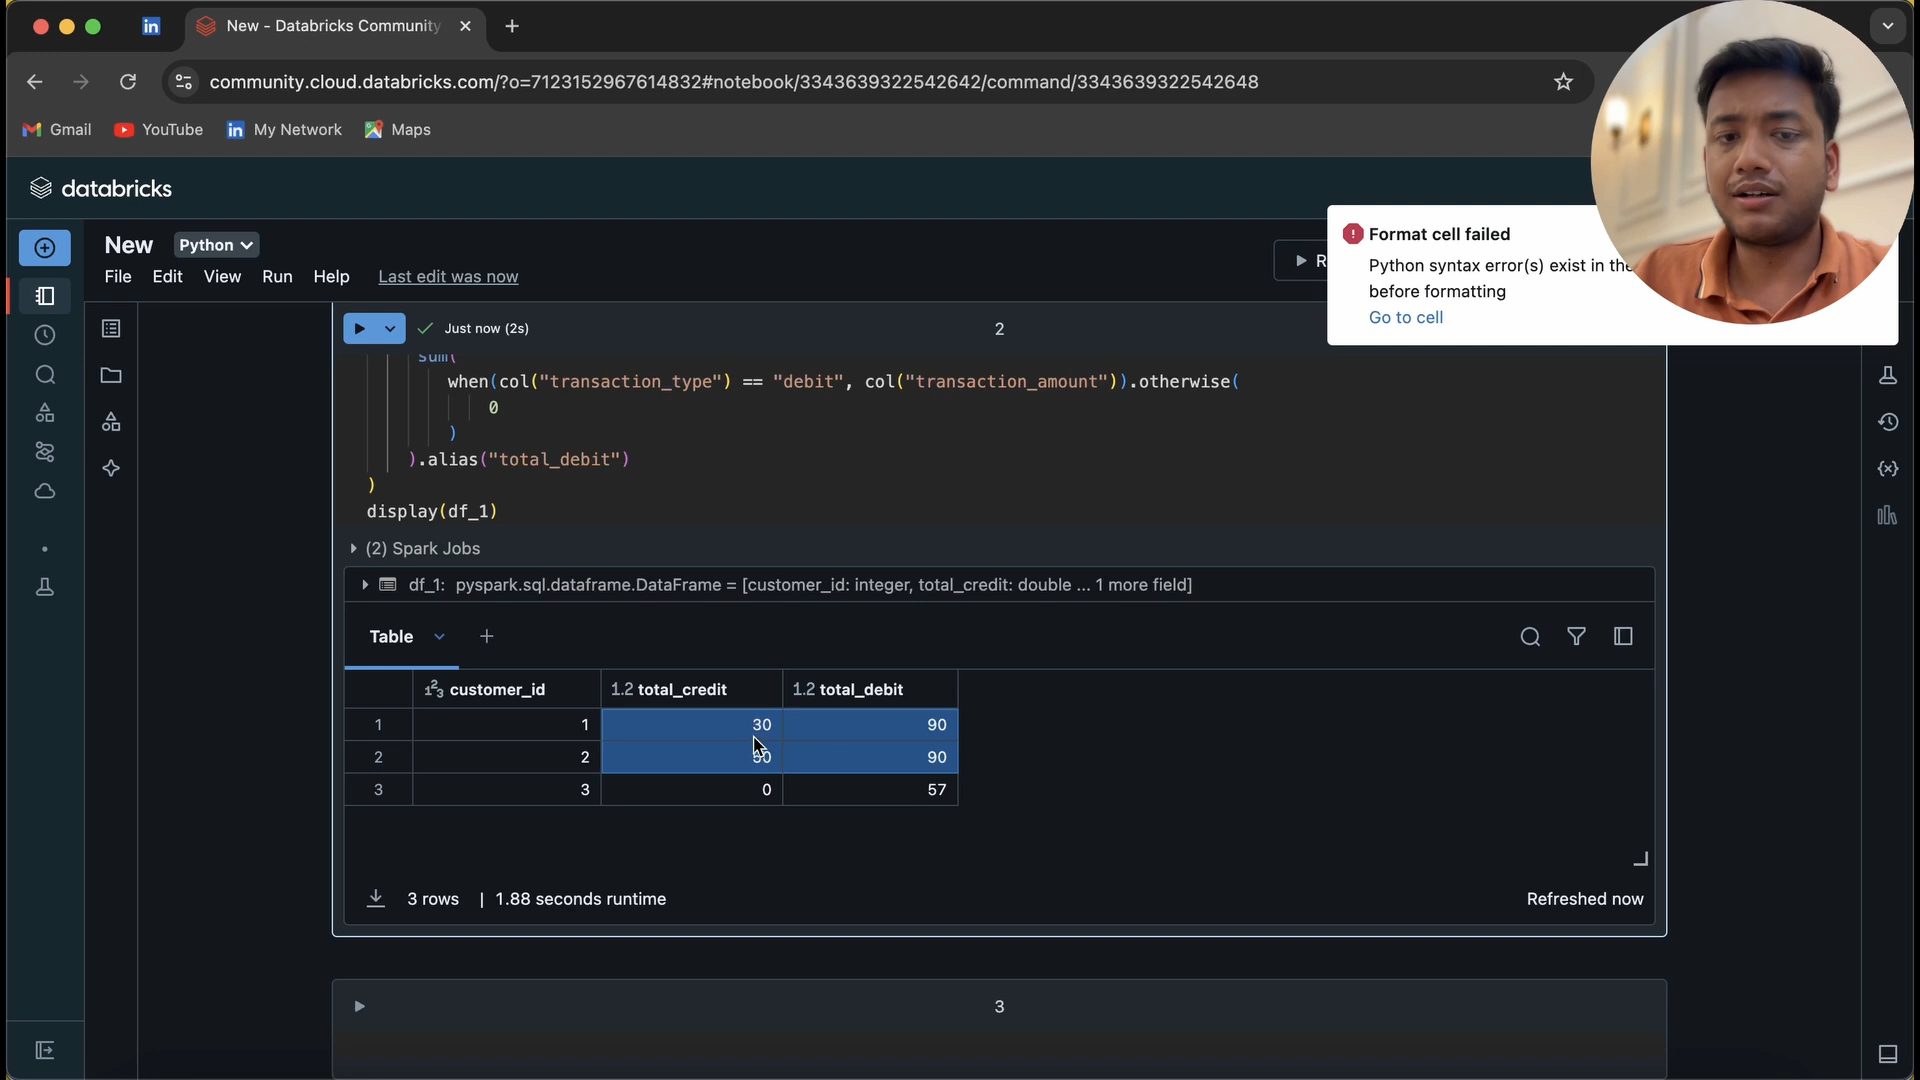 New - Databricks Community
community.cloud.databricks.com/?o=7123152967614832#notebook/3343639322542642/command/3343639322542648
Gmail YouTube My Network Maps
databricks
New Python
File Edit View Run Help Last edit was now
R
Format cell failed
Python syntax error(s) exist in the
before formatting
Go to cell
Just now (2s) 2
sum(
when(col("transaction_type") == "debit", col("transaction_amount")).otherwise(
0
)
).alias("total_debit")
)
display(df_1)
(2) Spark Jobs
df_1: pyspark.sql.dataframe.DataFrame = [customer_id: integer, total_credit: double ... 1 more field]
Table
1²3 customer_id 1.2 total_credit 1.2 total_debit
1 1 30 90
2 2 90
3 3 0 57
3 rows | 1.88 seconds runtime Refreshed now
3